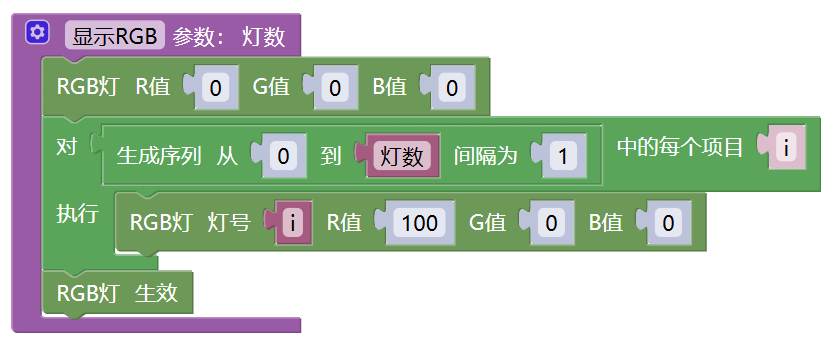 显示RGB 参数: 灯数
RGB灯 R值 0 G值 0 B值 0
对 生成序列 从 0 到 灯数 间隔为 1 中的每个项目 i
执行 RGB灯 灯号 i R值 100 G值 0 B值 0
RGB灯 生效